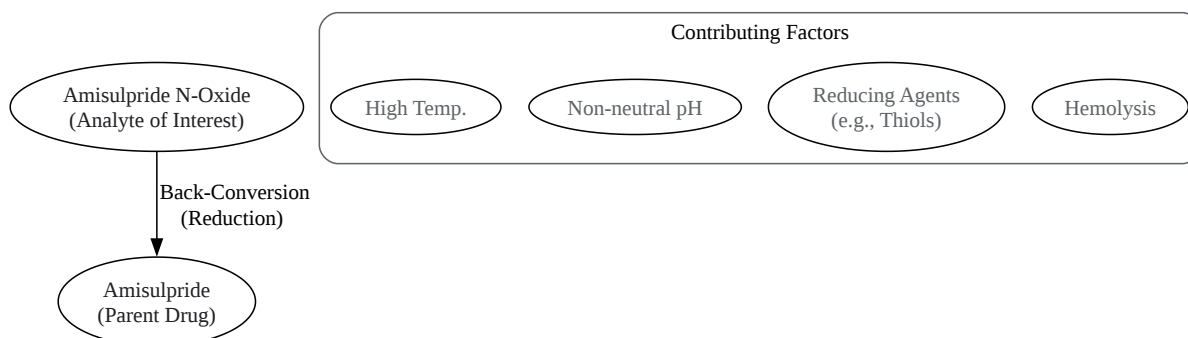 Contributing Factors
Amisulpride N-Oxide
(Analyte of Interest)
High Temp.
Non-neutral pH
Reducing Agents
(e.g., Thiols)
Hemolysis
Back-Conversion
(Reduction)
Amisulpride
(Parent Drug)